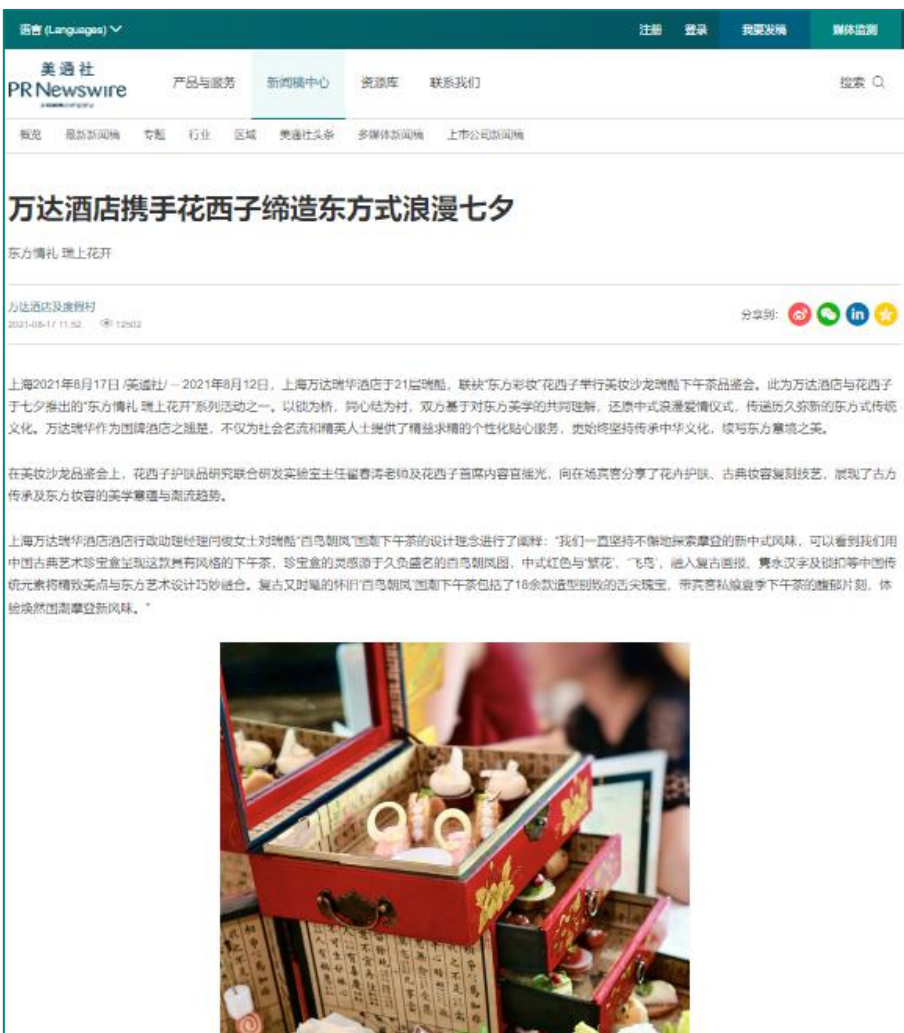 语言 (Languages)
注册 登录 我要发稿 媒体监测
美通社
PR Newswire
产品与服务 新闻稿中心 资源库 联系我们
搜索
概览 最新新闻稿 专题 行业 区域 美通社头条 多媒体新闻稿 上市公司新闻稿
万达酒店携手花西子缔造东方式浪漫七夕
东方情礼 瑞上花开
万达酒店及度假村
2021-08-17 11:52 12502
分享到:
上海2021年8月17日 /美通社/ -- 2021年8月12日，上海万达瑞华酒店于21层瑞酷，联袂“东方彩妆”花西子举行美妆沙龙瑞酷下午茶品鉴会。此为万达酒店与花西子
于七夕推出的“东方情礼 瑞上花开”系列活动之一。以锁为桥，同心结为衬，双方基于对东方美学的共同理解，还原中式浪漫爱情仪式，传递历久弥新的东方式传统
文化。万达瑞华作为国牌酒店之翘楚，不仅为社会名流和精英人士提供了精益求精的个性化贴心服务，更始终坚持传承中华文化，续写东方意境之美。
在美妆沙龙品鉴会上，花西子护肤品研究联合研发实验室主任翟春涛老师及花西子首席内容官摇光，向在场宾客分享了花卉护肤、古典妆容复刻技艺，展现了古方
传承及东方妆容的美学意蕴与潮流趋势。
上海万达瑞华酒店酒店行政助理经理闫俊女士对瑞酷“百鸟朝凤”国潮下午茶的设计理念进行了阐释：“我们一直坚持不懈地探索摩登的新中式风味，可以看到我们用
中国古典艺术珍宝盒呈现这款具有风格的下午茶，珍宝盒的灵感源于久负盛名的百鸟朝凤图，中式红色与“繁花”、“飞鸟”，融入复古画报、隽永汉字及锁扣等中国传
统元素将精致美点与东方艺术设计巧妙融合。复古又时髦的怀旧“百鸟朝凤”国潮下午茶包括了18余款造型别致的舌尖瑰宝，带宾客私飨夏季下午茶的馥郁片刻，体
验焕然国潮摩登新风味。”